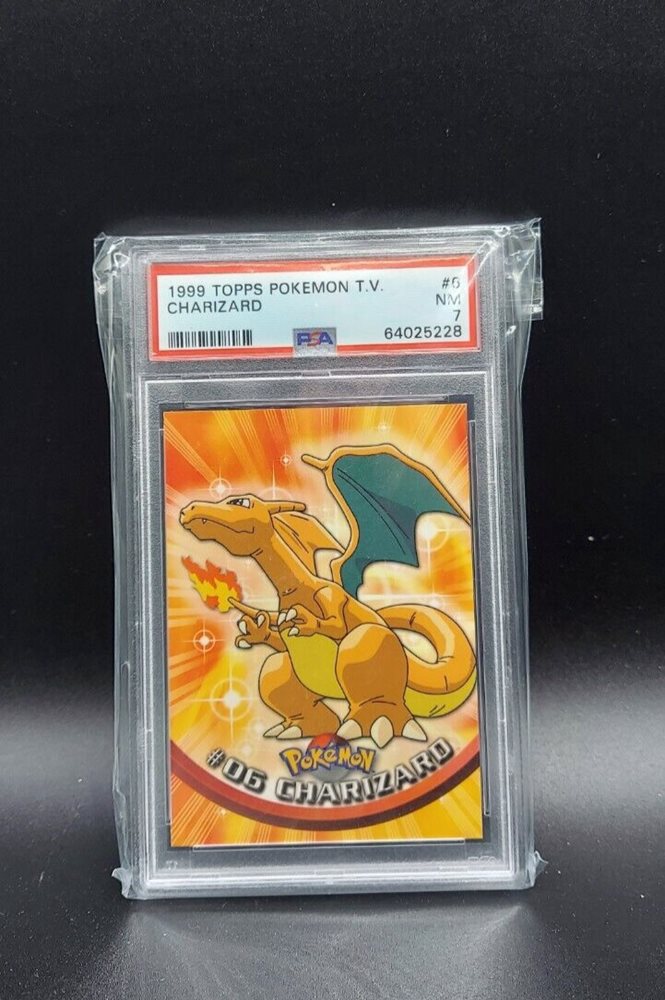 1999 TOPPS POKEMON T.V. #6
CHARIZARD NM
7
PSA 64025228
POKéMON
#06 CHARIZARD